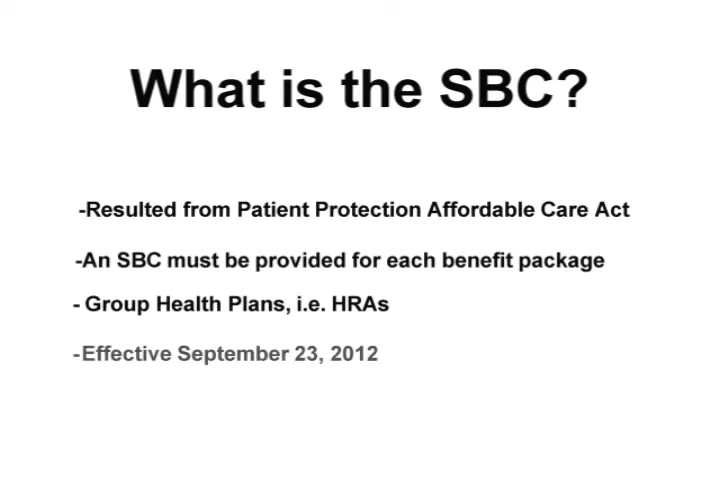 What is the SBC?
-Resulted from Patient Protection Affordable Care Act
-An SBC must be provided for each benefit package
- Group Health Plans, i.e. HRAs
-Effective September 23, 2012